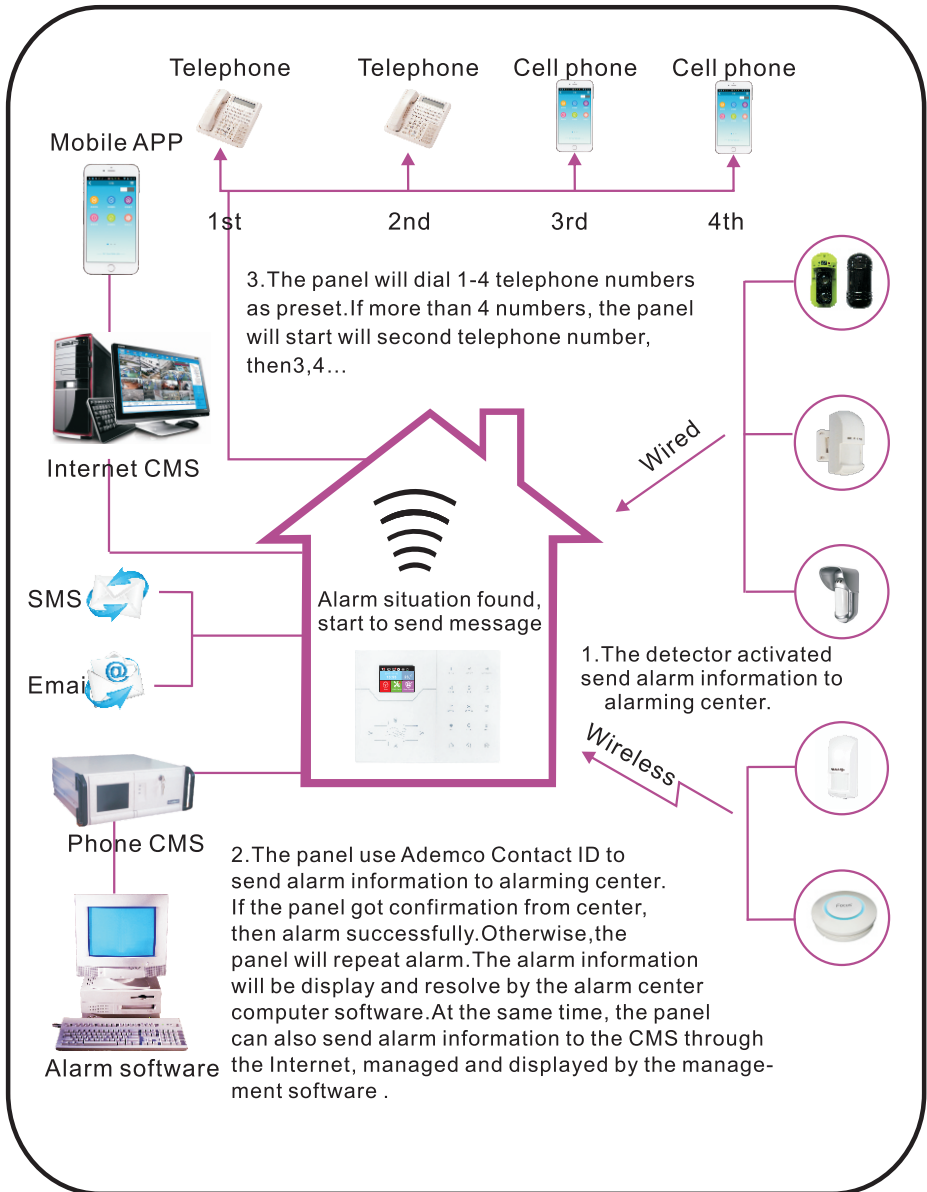 Telephone
Telephone
Cell phone
Cell phone
Mobile APP
1st
2nd
3rd
4th
3.The panel will dial 1-4 telephone numbers
as preset.If more than 4 numbers, the panel
will start will second telephone number,
then3,4...
Internet CMS
Wired
SMS
Alarm situation found,
start to send message
Emai
1.The detector activated
send alarm information to
alarming center.
Wireless
Phone CMS
2.The panel use Ademco Contact ID to
send alarm information to alarming center.
If the panel got confirmation from center,
then alarm successfully.Otherwise,the
panel will repeat alarm.The alarm information
will be display and resolve by the alarm center
computer software.At the same time, the panel
can also send alarm information to the CMS through
the Internet, managed and displayed by the manage-
ment software .
Alarm software